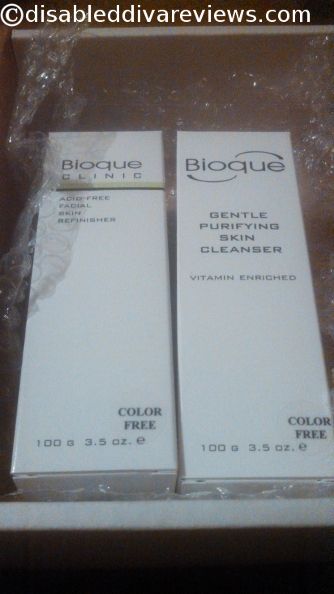 ©disableddivareviews.com
Bioque
CLINIC
ACID-FREE
FACIAL
SKIN
REFINISHER
COLOR
FREE
100 G 3.5 oz. e
Bioque
GENTLE
PURIFYING
SKIN
CLEANSER
VITAMIN ENRICHED
COLOR
FREE
100 G 3.5 oz. e